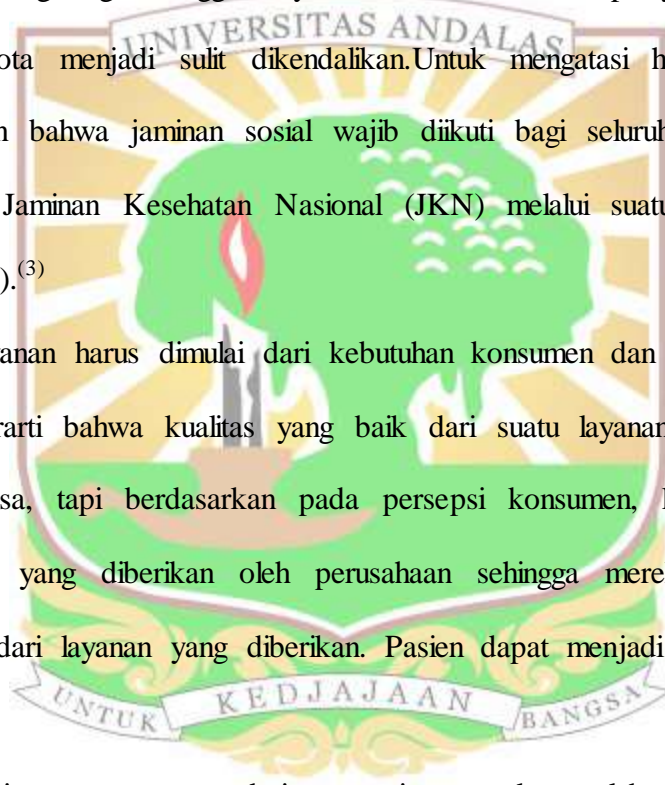 UNIVERSITAS ANDALAS
ota menjadi sulit dikendalikan.Untuk mengatasi h
bahwa jaminan sosial wajib diikuti bagi seluruh
Jaminan Kesehatan Nasional (JKN) melalui suatu
).(3)
yanan harus dimulai dari kebutuhan konsumen dan
rarti bahwa kualitas yang baik dari suatu layanan
sa, tapi berdasarkan pada persepsi konsumen,
yang diberikan oleh perusahaan sehingga mere
dari layanan yang diberikan. Pasien dapat menjadi
UNTUK KEDJAJAAN BANGSA